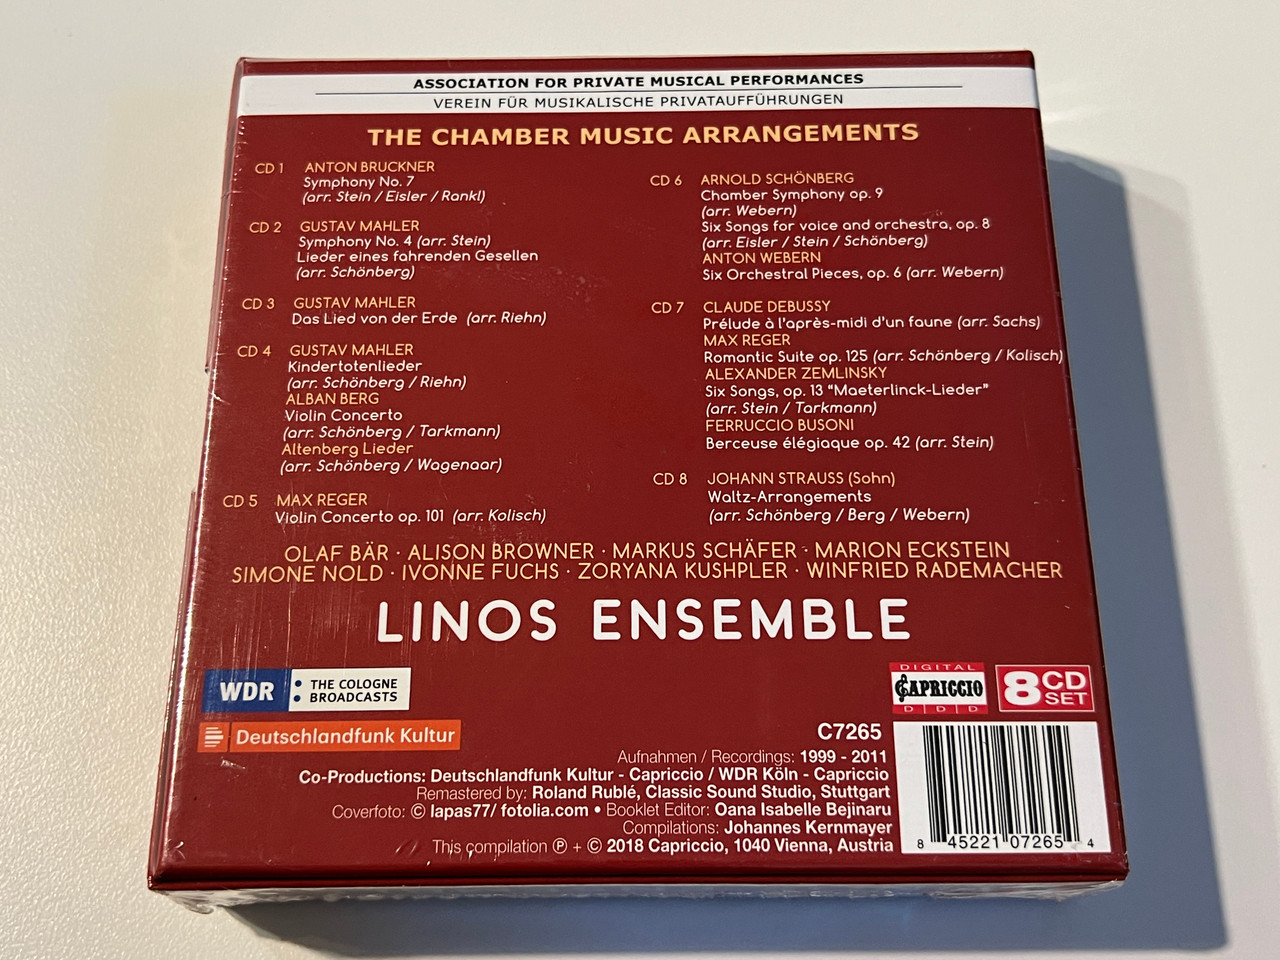 ASSOCIATION FOR PRIVATE MUSICAL PERFORMANCES
VEREIN FÜR MUSIKALISCHE PRIVATAUFFÜHRUNGEN
THE CHAMBER MUSIC ARRANGEMENTS
CD 1 ANTON BRUCKNER
Symphony No. 7
(arr. Stein / Eisler / Rankl)
CD 2 GUSTAV MAHLER
Symphony No. 4 (arr. Stein)
Lieder eines fahrenden Gesellen
(arr. Schönberg)
CD 3 GUSTAV MAHLER
Das Lied von der Erde (arr. Riehn)
CD 4 GUSTAV MAHLER
Kindertotenlieder
(arr. Schönberg / Riehn)
ALBAN BERG
Violin Concerto
(arr. Schönberg / Tarkmann)
Altenberg Lieder
(arr. Schönberg / Wagenaar)
CD 5 MAX REGER
Violin Concerto op. 101 (arr. Kolisch)
CD 6 ARNOLD SCHÖNBERG
Chamber Symphony op. 9
(arr. Webern)
Six Songs for voice and orchestra, op. 8
(arr. Eisler / Stein / Schönberg)
ANTON WEBERN
Six Orchestral Pieces, op. 6 (arr. Webern)
CD 7 CLAUDE DEBUSSY
Prélude à l'après-midi d'un faune (arr. Sachs)
MAX REGER
Romantic Suite op. 125 (arr. Schönberg / Kolisch)
ALEXANDER ZEMLINSKY
Six Songs, op. 13 "Maeterlinck-Lieder"
(arr. Stein / Tarkmann)
FERRUCCIO BUSONI
Berceuse élégiaque op. 42 (arr. Stein)
CD 8 JOHANN STRAUSS (Sohn)
Waltz-Arrangements
(arr. Schönberg / Berg / Webern)
OLAF BÄR · ALISON BROWNER · MARKUS SCHÄFER · MARION ECKSTEIN
SIMONE NOLD · IVONNE FUCHS · ZORYANA KUSHPLER · WINFRIED RADEMACHER
LINOS ENSEMBLE
WDR : THE COLOGNE
BROADCASTS
Deutschlandfunk Kultur
DIGITAL
CAPRICCIO
D D D
8 CD
SET
C7265
Aufnahmen / Recordings: 1999 - 2011
Co-Productions: Deutschlandfunk Kultur - Capriccio / WDR Köln - Capriccio
Remastered by: Roland Rublé, Classic Sound Studio, Stuttgart
Coverfoto: © lapas77/ fotolia.com • Booklet Editor: Oana Isabelle Bejinaru
Compilations: Johannes Kernmayer
This compilation ℗ + © 2018 Capriccio, 1040 Vienna, Austria
8 45221 07265 4